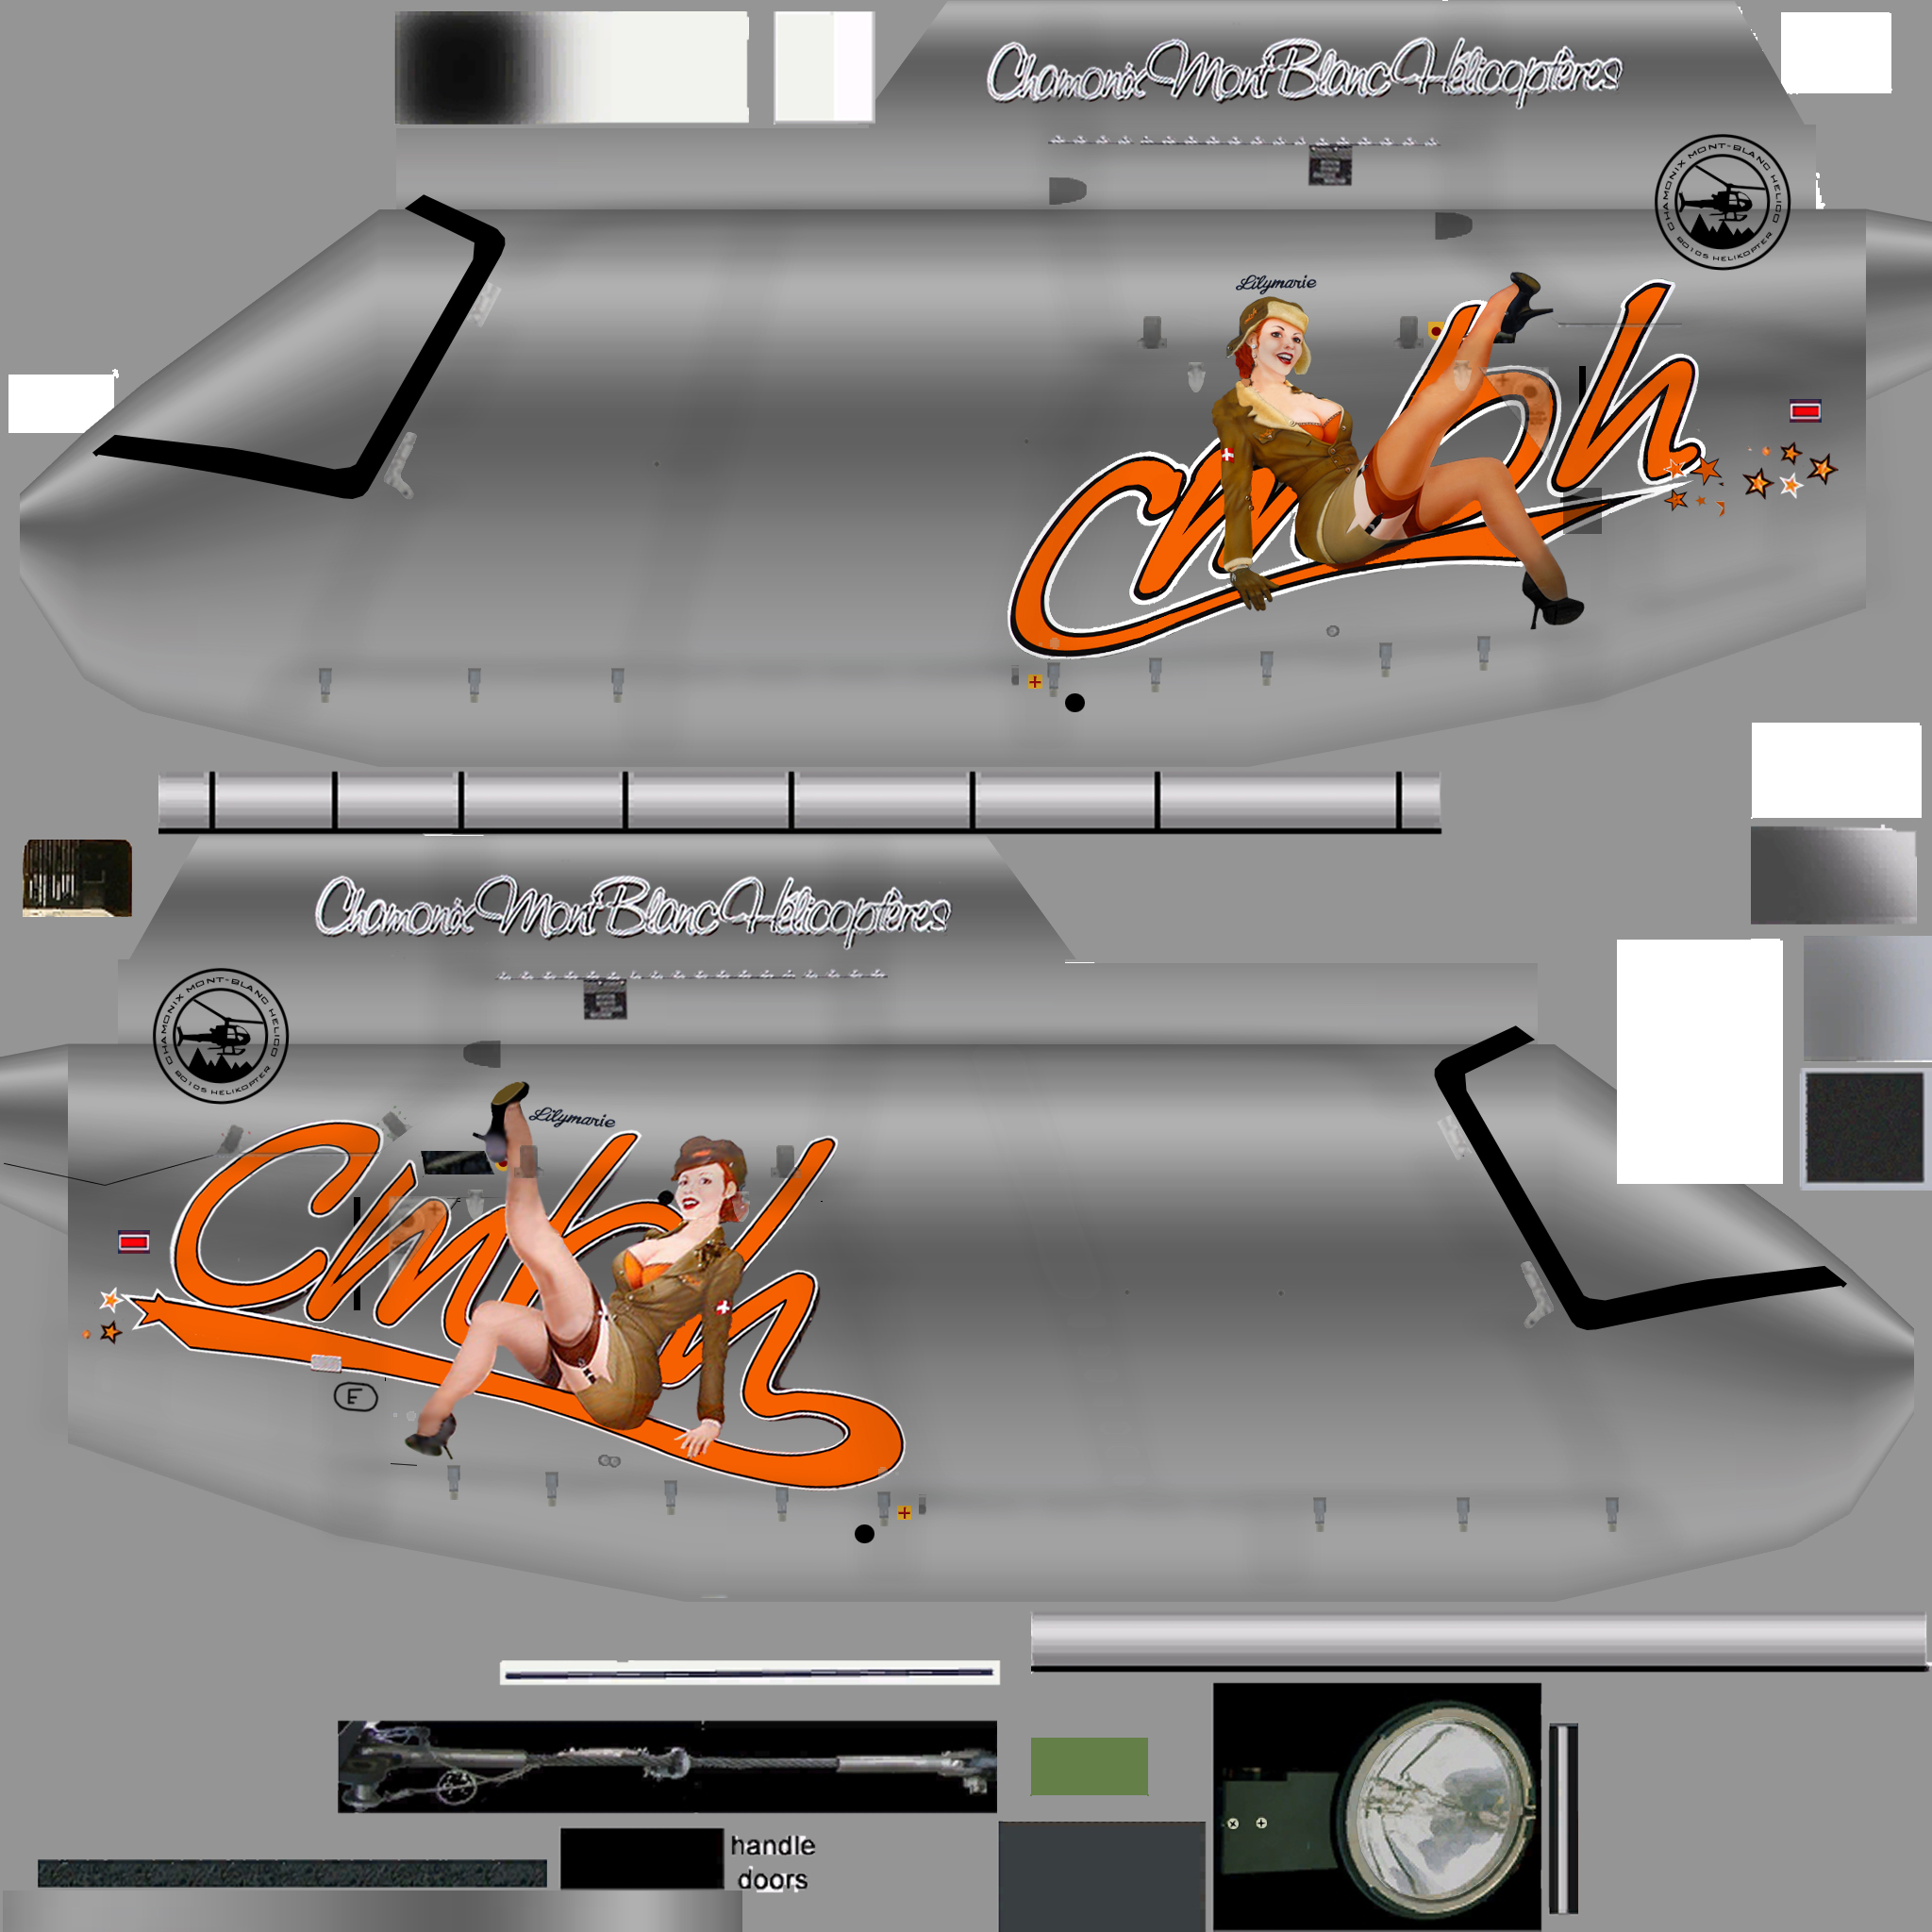 Chamonix Mont Blanc Hélicoptères
CHAMONIX MONT-BLANC HELICO
BO105 HELIKOPTER
Lilymarie
cmbh
Chamonix Mont Blanc Hélicoptères
CHAMONIX MONT-BLANC HELICO
BO105 HELIKOPTER
Lilymarie
Cmbh
E
handle
doors